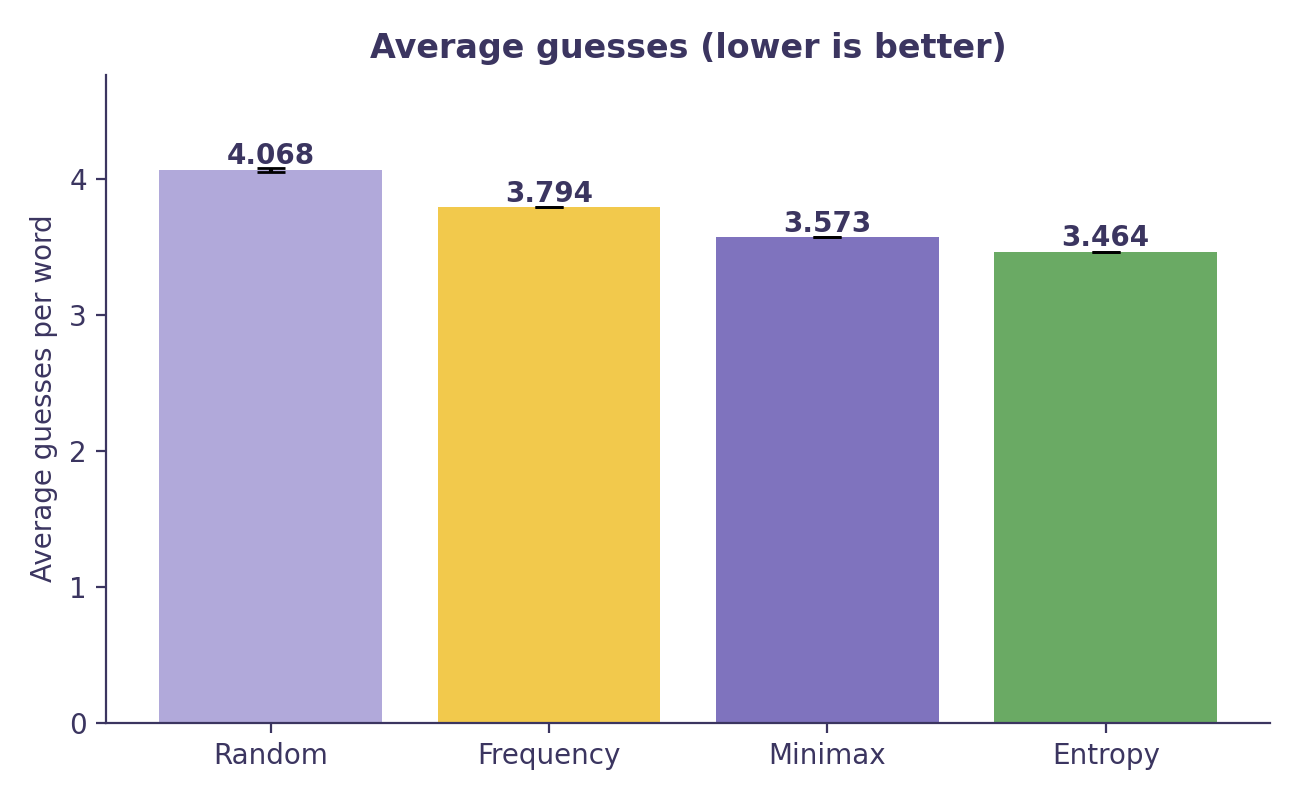 Average guesses (lower is better)
Average guesses per word
4
3
2
1
0
4.068
3.794
3.573
3.464
Random
Frequency
Minimax
Entropy